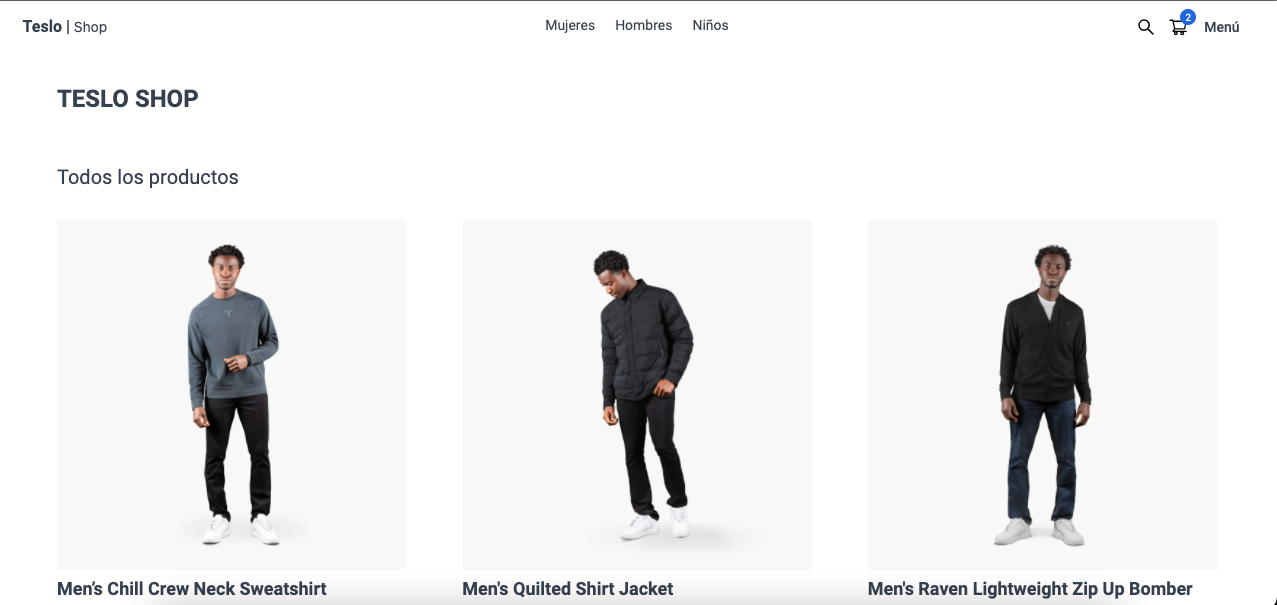 Teslo | Shop
Mujeres Hombres Niños
2
Menú
TESLO SHOP
Todos los productos
Men’s Chill Crew Neck Sweatshirt
Men's Quilted Shirt Jacket
Men's Raven Lightweight Zip Up Bomber